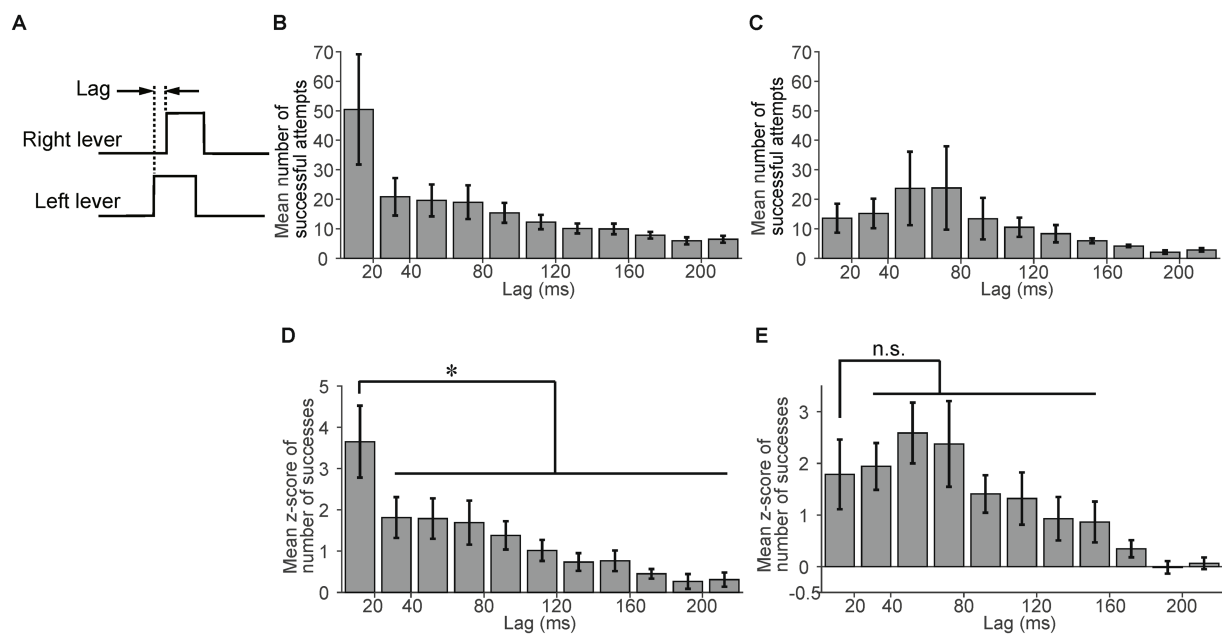 A
Lag
Right lever
Left lever
B
Mean number of
successful attempts
70
60
50
40
30
20
10
0
20 40 80 120 160 200
Lag (ms)
C
Mean number of
successful attempts
70
60
50
40
30
20
10
0
20 40 80 120 160 200
Lag (ms)
D
*
Mean z-score of
number of successes
5
4
3
2
1
0
20 40 80 120 160 200
Lag (ms)
E
n.s.
Mean z-score of
number of successes
3
2
1
0
-0.5
20 40 80 120 160 200
Lag (ms)